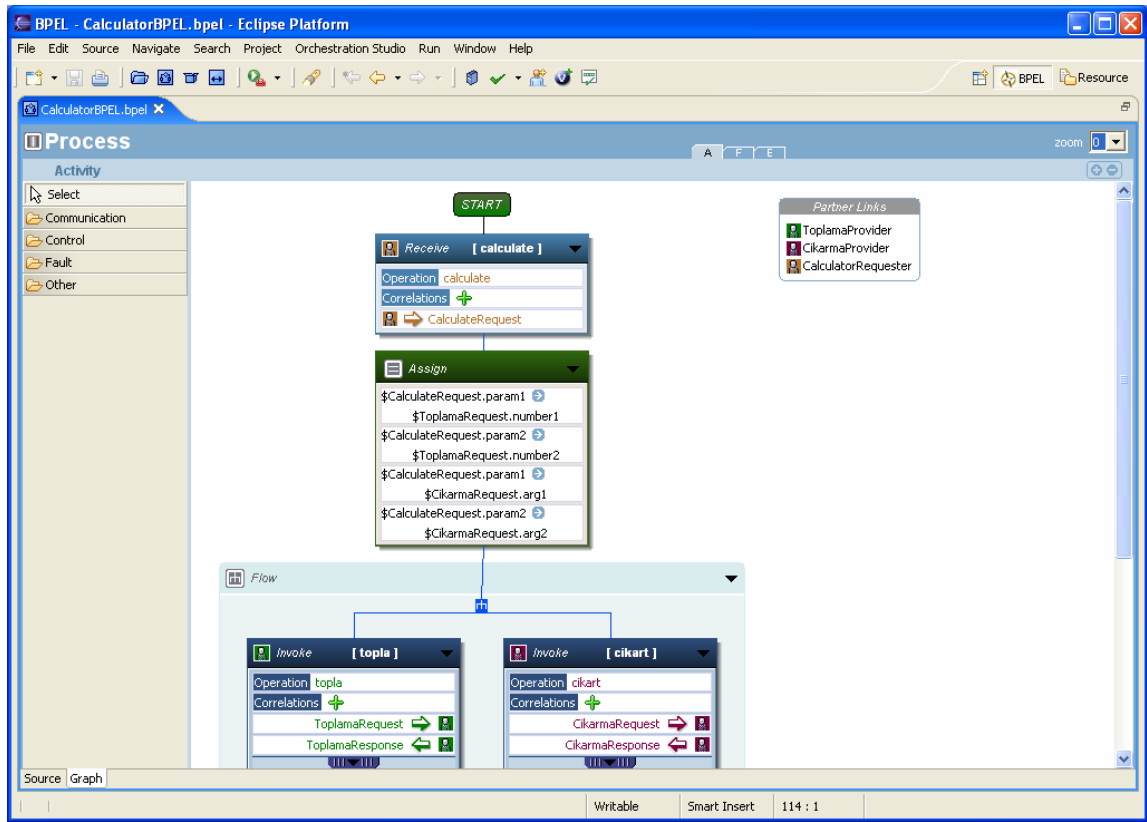 BPEL - CalculatorBPEL.bpel - Eclipse Platform
File Edit Source Navigate Search Project Orchestration Studio Run Window Help
BPEL Resource
CalculatorBPEL.bpel
Process
zoom 0
A F E
Activity
Select
Communication
Control
Fault
Other
START
Receive [ calculate ]
Operation calculate
Correlations
CalculateRequest
Assign
$CalculateRequest.param1
$ToplamaRequest.number1
$CalculateRequest.param2
$ToplamaRequest.number2
$CalculateRequest.param1
$CikarmaRequest.arg1
$CalculateRequest.param2
$CikarmaRequest.arg2
Partner Links
ToplamaProvider
CikarmaProvider
CalculatorRequester
Flow
Invoke [ topla ]
Operation topla
Correlations
ToplamaRequest
ToplamaResponse
Invoke [ cikart ]
Operation cikart
Correlations
CikarmaRequest
CikarmaResponse
Source Graph
Writable Smart Insert 114 : 1